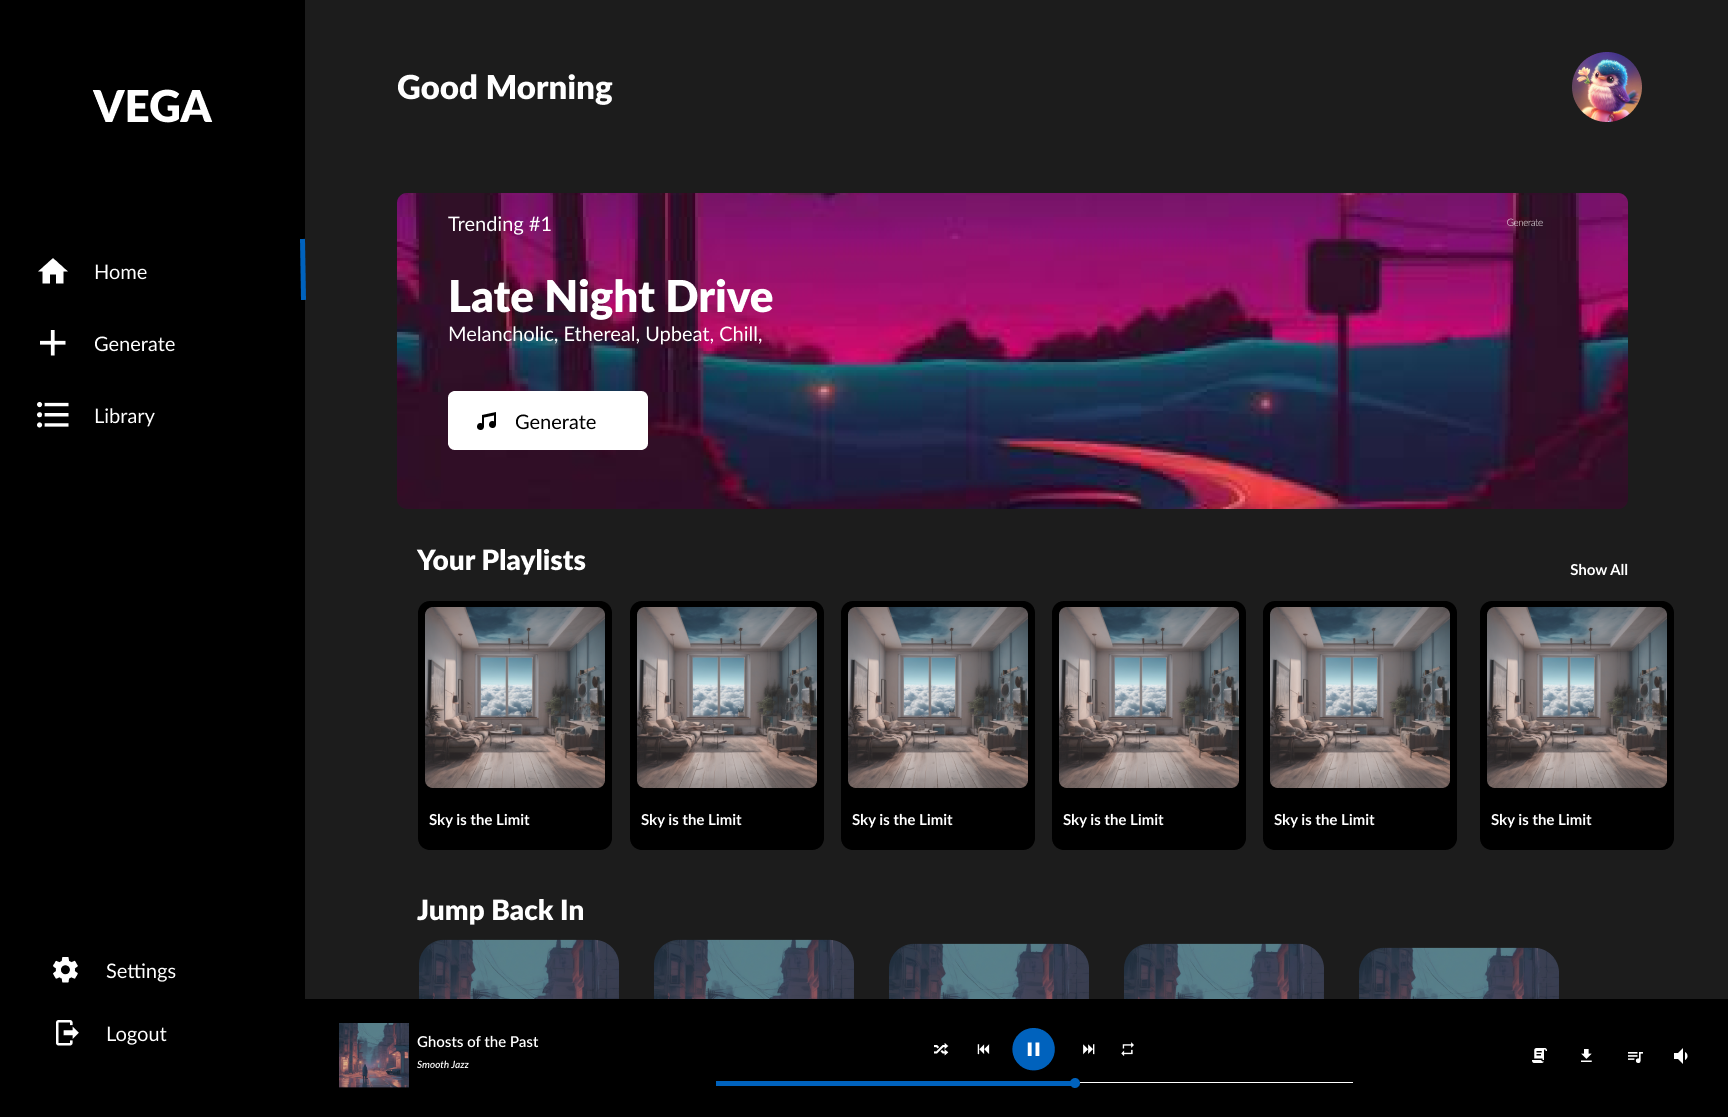 VEGA
Home
Generate
Library
Settings
Logout
Good Morning
Trending #1
Generate
Late Night Drive
Melancholic, Ethereal, Upbeat, Chill,
Generate
Your Playlists
Show All
Sky is the Limit
Sky is the Limit
Sky is the Limit
Sky is the Limit
Sky is the Limit
Sky is the Limit
Jump Back In
Ghosts of the Past
Smooth Jazz